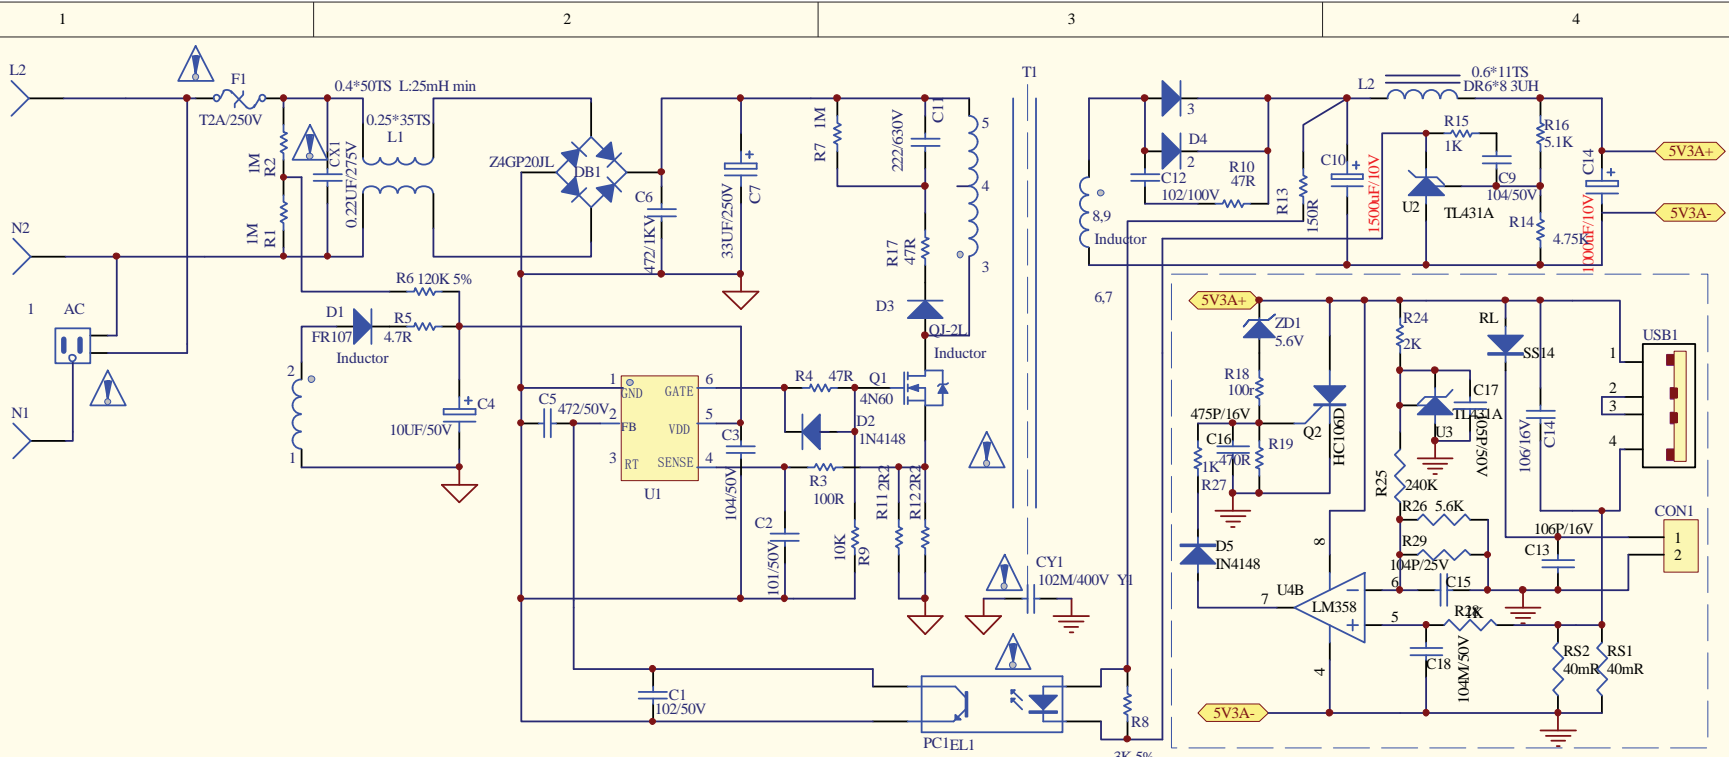 1
2
3
4
L2
F1
T2A/250V
0.4*50TS L:25mH min
0.25*35TS
L1
1M
R2
CX1
0.22UF/275V
1M
R1
N2
1
AC
N1
Z4GP20JL
DB1
C6
472/1KV
33UF/250V
C7
R6 120K 5%
D1
FR107
Inductor
R5
4.7R
2
1
C4
10UF/50V
C5
472/50V
1
2
3
GND
FB
RT
GATE
VDD
SENSE
6
5
4
U1
C3
104/50V
R4
47R
D2
1N4148
R3
100R
C2
101/50V
10K
R9
Q1
4N60
R11 2R2
R12 2R2
R7
1M
222/630V
C11
R17
47R
D3
QJ-2L
Inductor
5
4
3
T1
8,9
Inductor
6,7
CY1
102M/400V Y1
C1
102/50V
PC1
EL1
R8
3K 5%
3
D4
2
C12
102/100V
R10
47R
R13
150R
C10
1500uF/10V
L2
0.6*11TS
DR6*8 3UH
R15
1K
U2
TL431A
C9
104/50V
R16
5.1K
R14
4.75K
C14
1000uF/10V
5V3A+
5V3A-
5V3A+
ZD1
5.6V
R18
100r
475P/16V
C16
470R
R19
1K
R27
Q2
HC106D
D5
IN4148
R24
2K
TL431A
U3
C17
105P/50V
R25
240K
R26 5.6K
R29
104P/25V
C15
RL
SS14
106/16V
C14
USB1
1
2
3
4
CON1
1
2
106P/16V
C13
U4B
LM358
8
7
6
5
4
R28
1K
C18
104M/50V
RS2
40mR
RS1
40mR
5V3A-